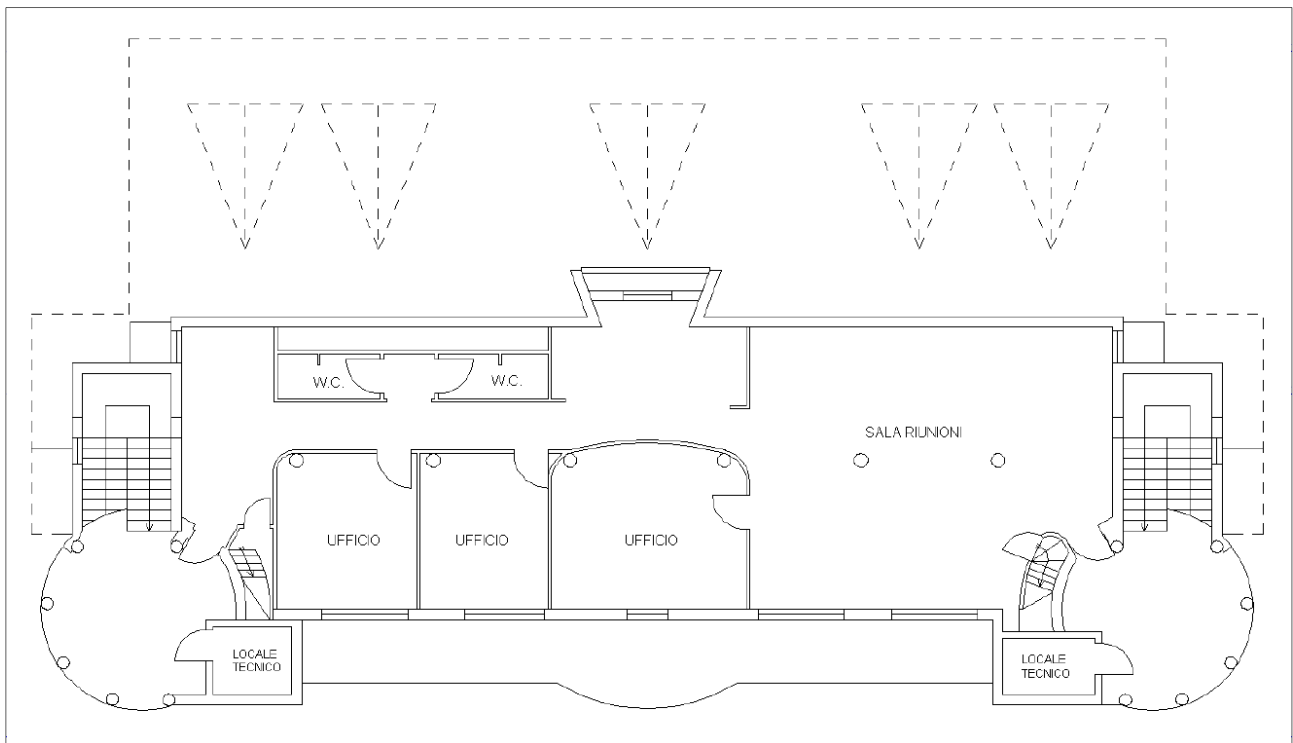 W.C.
W.C.
SALA RIUNIONI
UFFICIO
UFFICIO
UFFICIO
LOCALE
TECNICO
LOCALE
TECNICO